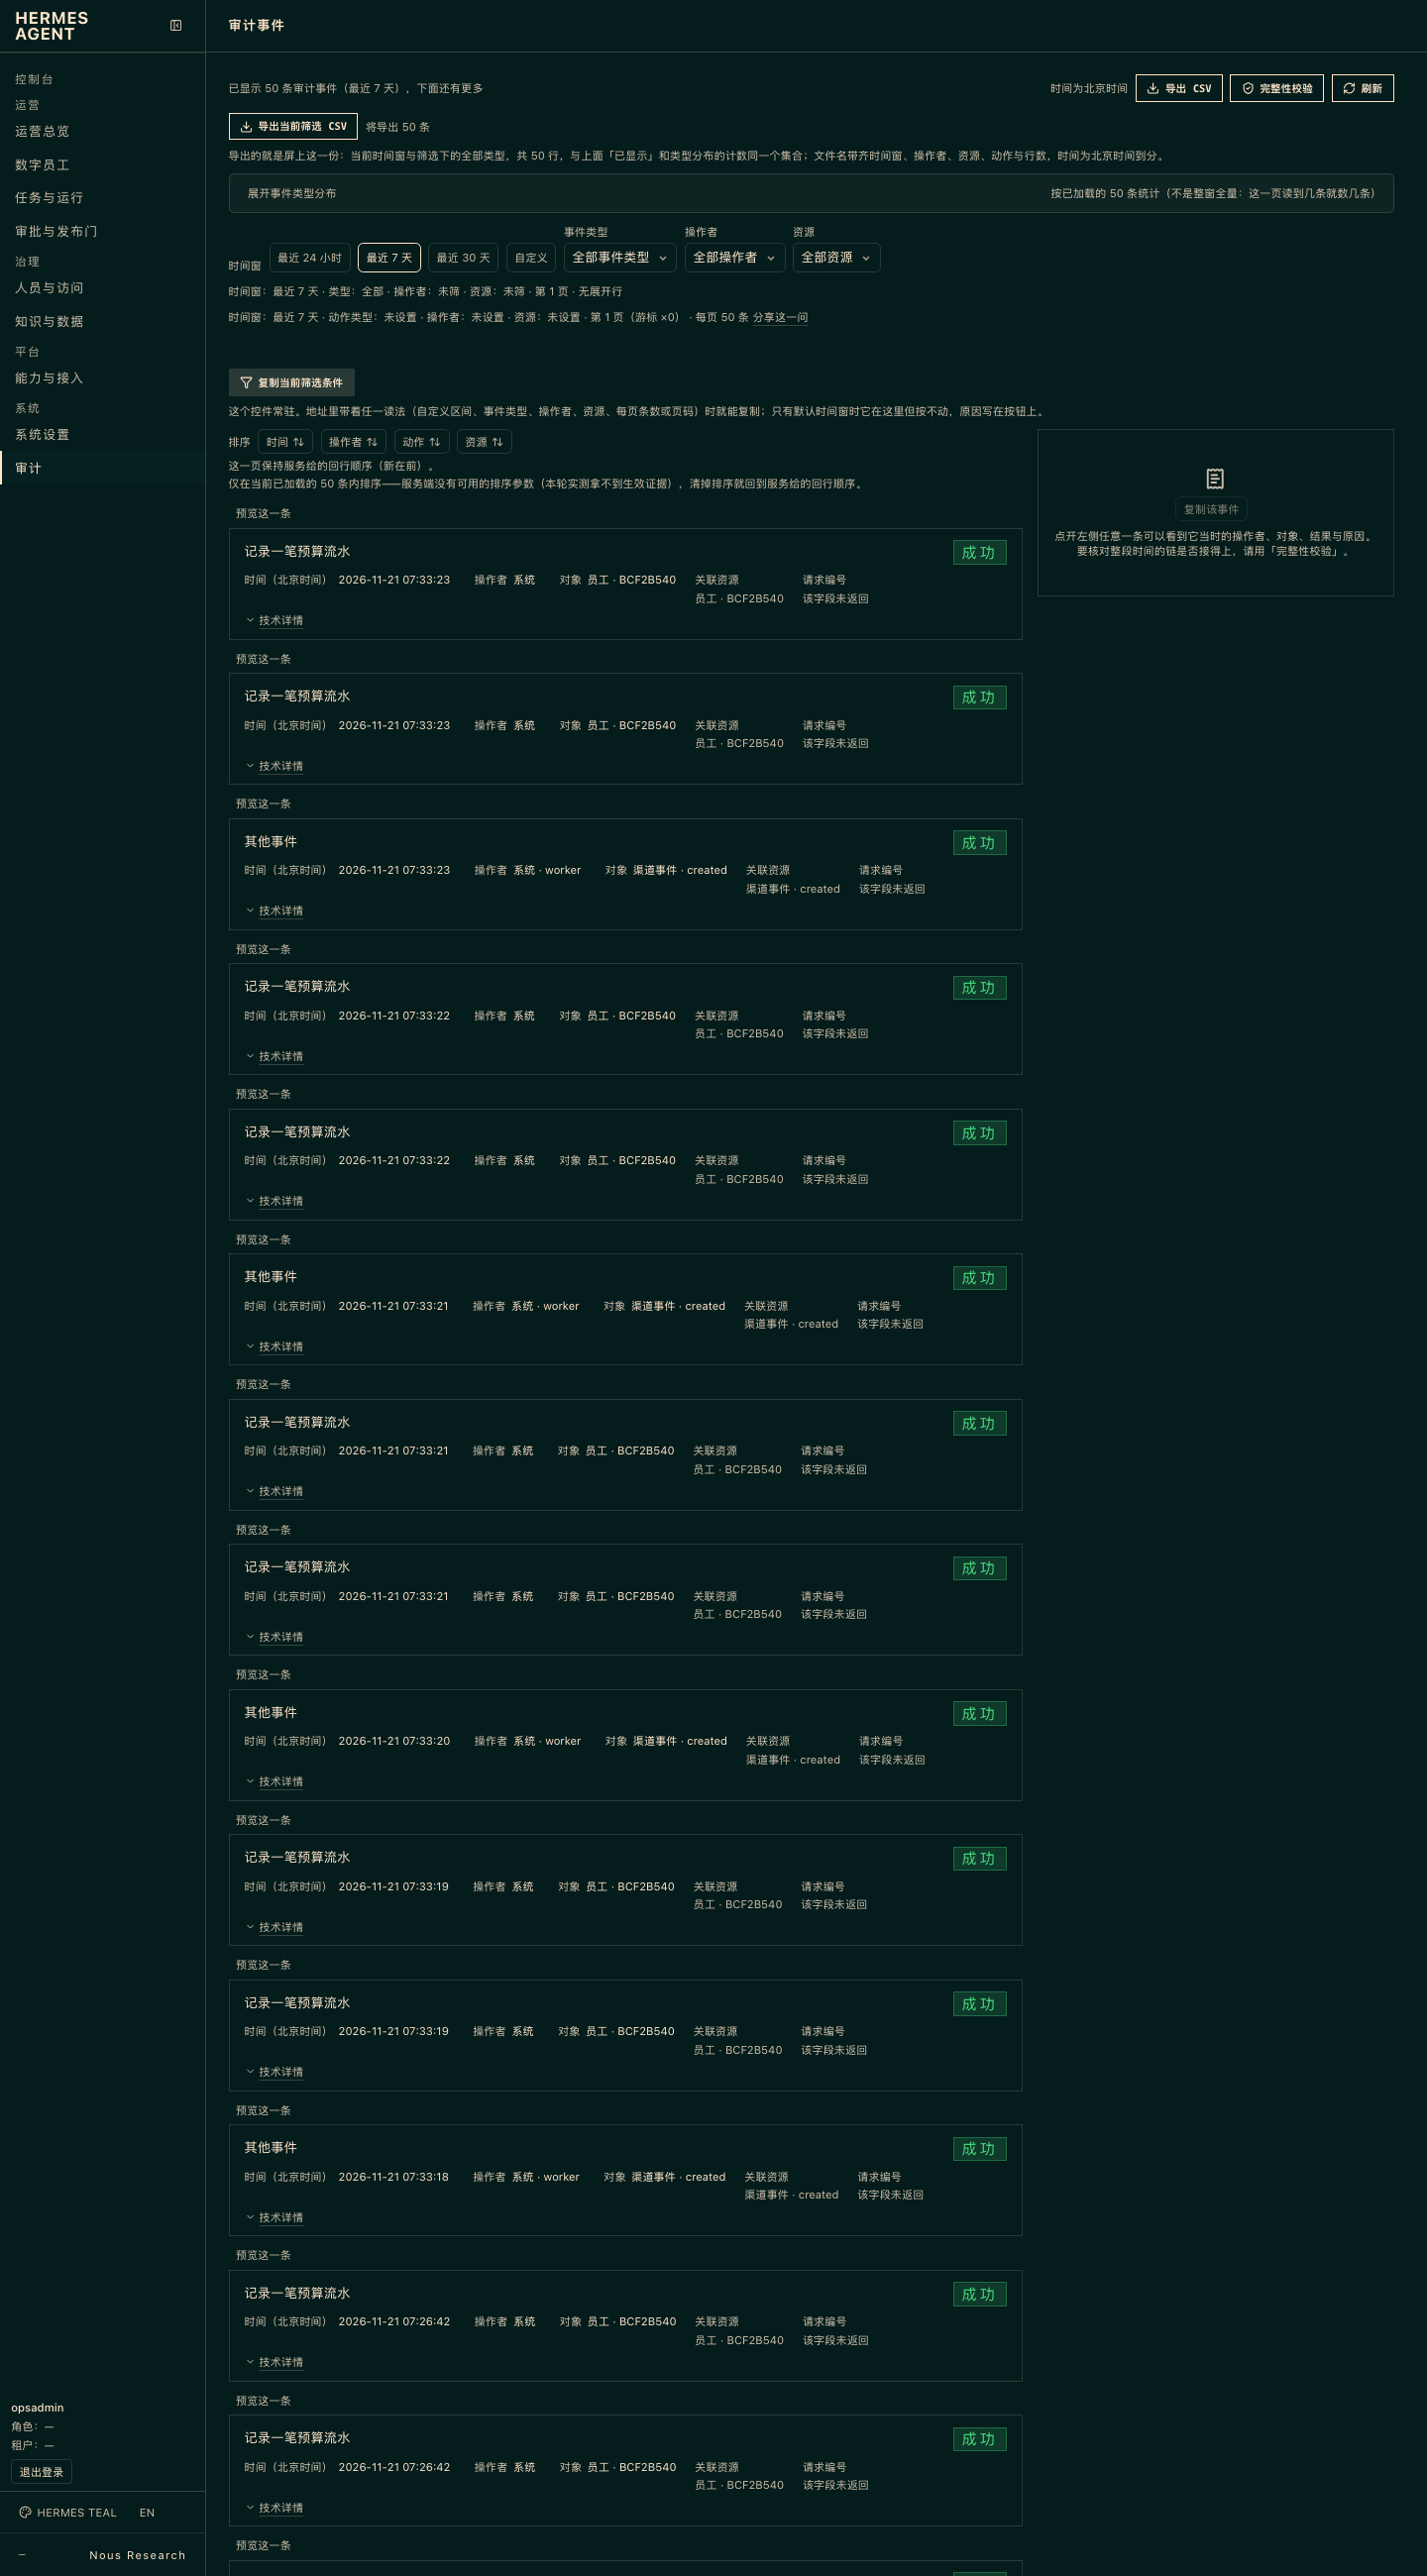 HERMES
AGENT
审计事件
控制台
运营
运营总览
数字员工
任务与运行
审批与发布门
治理
人员与访问
知识与数据
平台
能力与接入
系统
系统设置
审计
已显示 50 条审计事件（最近 7 天），下面还有更多
时间为北京时间 导出 CSV 完整性校验 刷新
导出当前筛选 CSV 将导出 50 条
导出的就是屏上这一份：当前时间窗与筛选下的全部类型，共 50 行，与上面「已显示」和类型分布的计数同一个集合；文件名带齐时间窗、操作者、资源、动作与行数，时间为北京时间到分。
展开事件类型分布 按已加载的 50 条统计（不是整窗全量：这一页读到几条就数几条）
事件类型 操作者 资源
时间窗 最近 24 小时 最近 7 天 最近 30 天 自定义 全部事件类型 全部操作者 全部资源
时间窗：最近 7 天 · 类型：全部 · 操作者：未筛 · 资源：未筛 · 第 1 页 · 无展开行
时间窗：最近 7 天 · 动作类型：未设置 · 操作者：未设置 · 资源：未设置 · 第 1 页（游标 ×0） · 每页 50 条 分享这一问
复制当前筛选条件
这个控件常驻。地址里带着任一读法（自定义区间、事件类型、操作者、资源、每页条数或页码）时就能复制；只有默认时间窗时它在这里但按不动，原因写在按钮上。
排序 时间 操作者 动作 资源
这一页保持服务给的回行顺序（新在前）。
仅在当前已加载的 50 条内排序——服务端没有可用的排序参数（本轮实测拿不到生效证据），清掉排序就回到服务给的回行顺序。
复制该事件
点开左侧任意一条可以看到它当时的操作者、对象、结果与原因。
要核对整段时间的链是否接得上，请用「完整性校验」。
预览这一条
记录一笔预算流水 成功
时间（北京时间） 2026-11-21 07:33:23 操作者 系统 对象 员工 · BCF2B540 关联资源 请求编号
员工 · BCF2B540 该字段未返回
技术详情
预览这一条
记录一笔预算流水 成功
时间（北京时间） 2026-11-21 07:33:23 操作者 系统 对象 员工 · BCF2B540 关联资源 请求编号
员工 · BCF2B540 该字段未返回
技术详情
预览这一条
其他事件 成功
时间（北京时间） 2026-11-21 07:33:23 操作者 系统 · worker 对象 渠道事件 · created 关联资源 请求编号
渠道事件 · created 该字段未返回
技术详情
预览这一条
记录一笔预算流水 成功
时间（北京时间） 2026-11-21 07:33:22 操作者 系统 对象 员工 · BCF2B540 关联资源 请求编号
员工 · BCF2B540 该字段未返回
技术详情
预览这一条
记录一笔预算流水 成功
时间（北京时间） 2026-11-21 07:33:22 操作者 系统 对象 员工 · BCF2B540 关联资源 请求编号
员工 · BCF2B540 该字段未返回
技术详情
预览这一条
其他事件 成功
时间（北京时间） 2026-11-21 07:33:21 操作者 系统 · worker 对象 渠道事件 · created 关联资源 请求编号
渠道事件 · created 该字段未返回
技术详情
预览这一条
记录一笔预算流水 成功
时间（北京时间） 2026-11-21 07:33:21 操作者 系统 对象 员工 · BCF2B540 关联资源 请求编号
员工 · BCF2B540 该字段未返回
技术详情
预览这一条
记录一笔预算流水 成功
时间（北京时间） 2026-11-21 07:33:21 操作者 系统 对象 员工 · BCF2B540 关联资源 请求编号
员工 · BCF2B540 该字段未返回
技术详情
预览这一条
其他事件 成功
时间（北京时间） 2026-11-21 07:33:20 操作者 系统 · worker 对象 渠道事件 · created 关联资源 请求编号
渠道事件 · created 该字段未返回
技术详情
预览这一条
记录一笔预算流水 成功
时间（北京时间） 2026-11-21 07:33:19 操作者 系统 对象 员工 · BCF2B540 关联资源 请求编号
员工 · BCF2B540 该字段未返回
技术详情
预览这一条
记录一笔预算流水 成功
时间（北京时间） 2026-11-21 07:33:19 操作者 系统 对象 员工 · BCF2B540 关联资源 请求编号
员工 · BCF2B540 该字段未返回
技术详情
预览这一条
其他事件 成功
时间（北京时间） 2026-11-21 07:33:18 操作者 系统 · worker 对象 渠道事件 · created 关联资源 请求编号
渠道事件 · created 该字段未返回
技术详情
预览这一条
记录一笔预算流水 成功
时间（北京时间） 2026-11-21 07:26:42 操作者 系统 对象 员工 · BCF2B540 关联资源 请求编号
员工 · BCF2B540 该字段未返回
技术详情
预览这一条
记录一笔预算流水 成功
时间（北京时间） 2026-11-21 07:26:42 操作者 系统 对象 员工 · BCF2B540 关联资源 请求编号
员工 · BCF2B540 该字段未返回
技术详情
预览这一条
opsadmin
角色：—
租户：—
退出登录
HERMES TEAL EN
— Nous Research